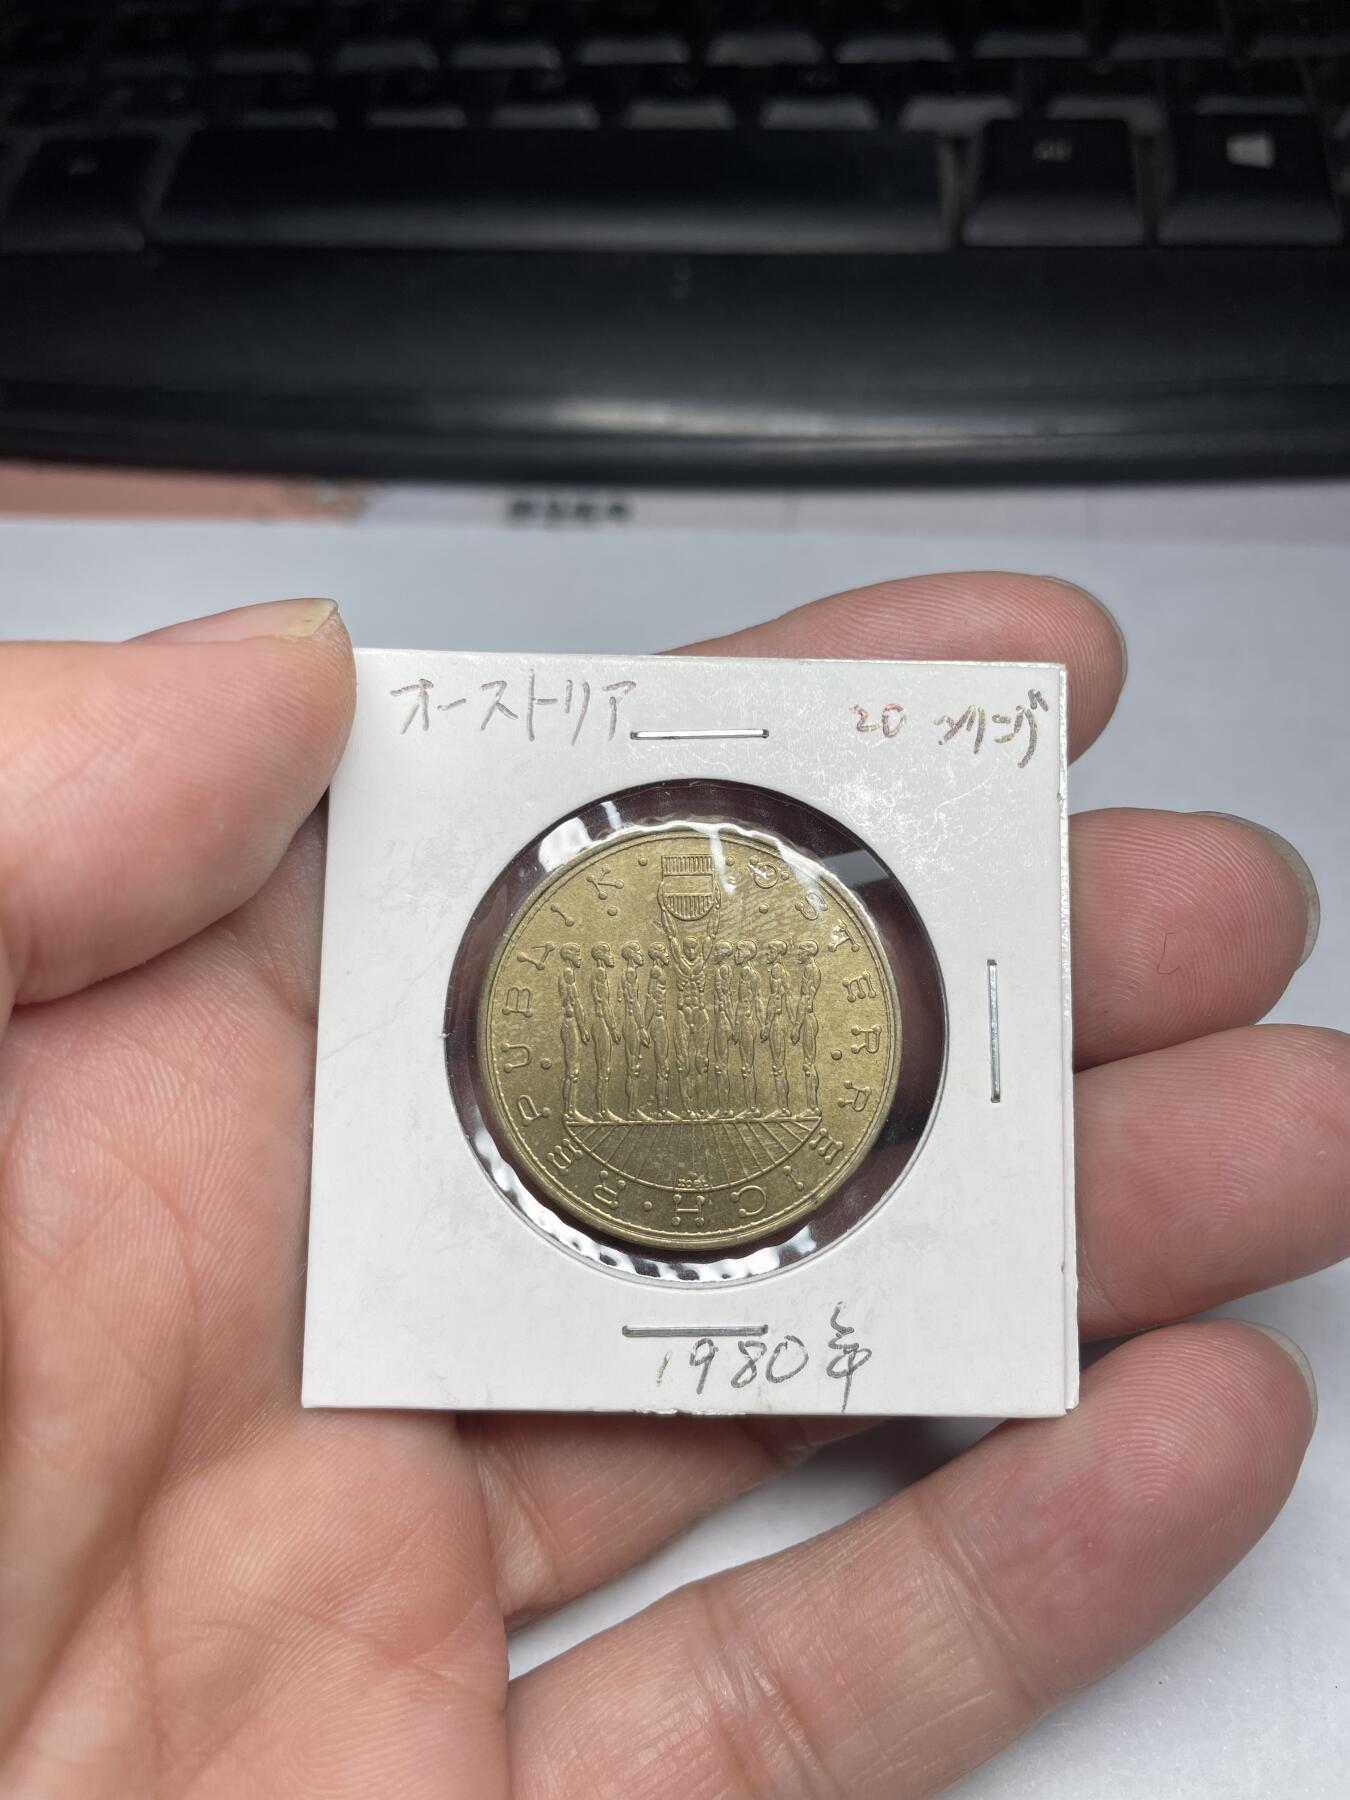 オーストリア 20 シリング
REPUBLIK · ÖSTERREICH
1980年